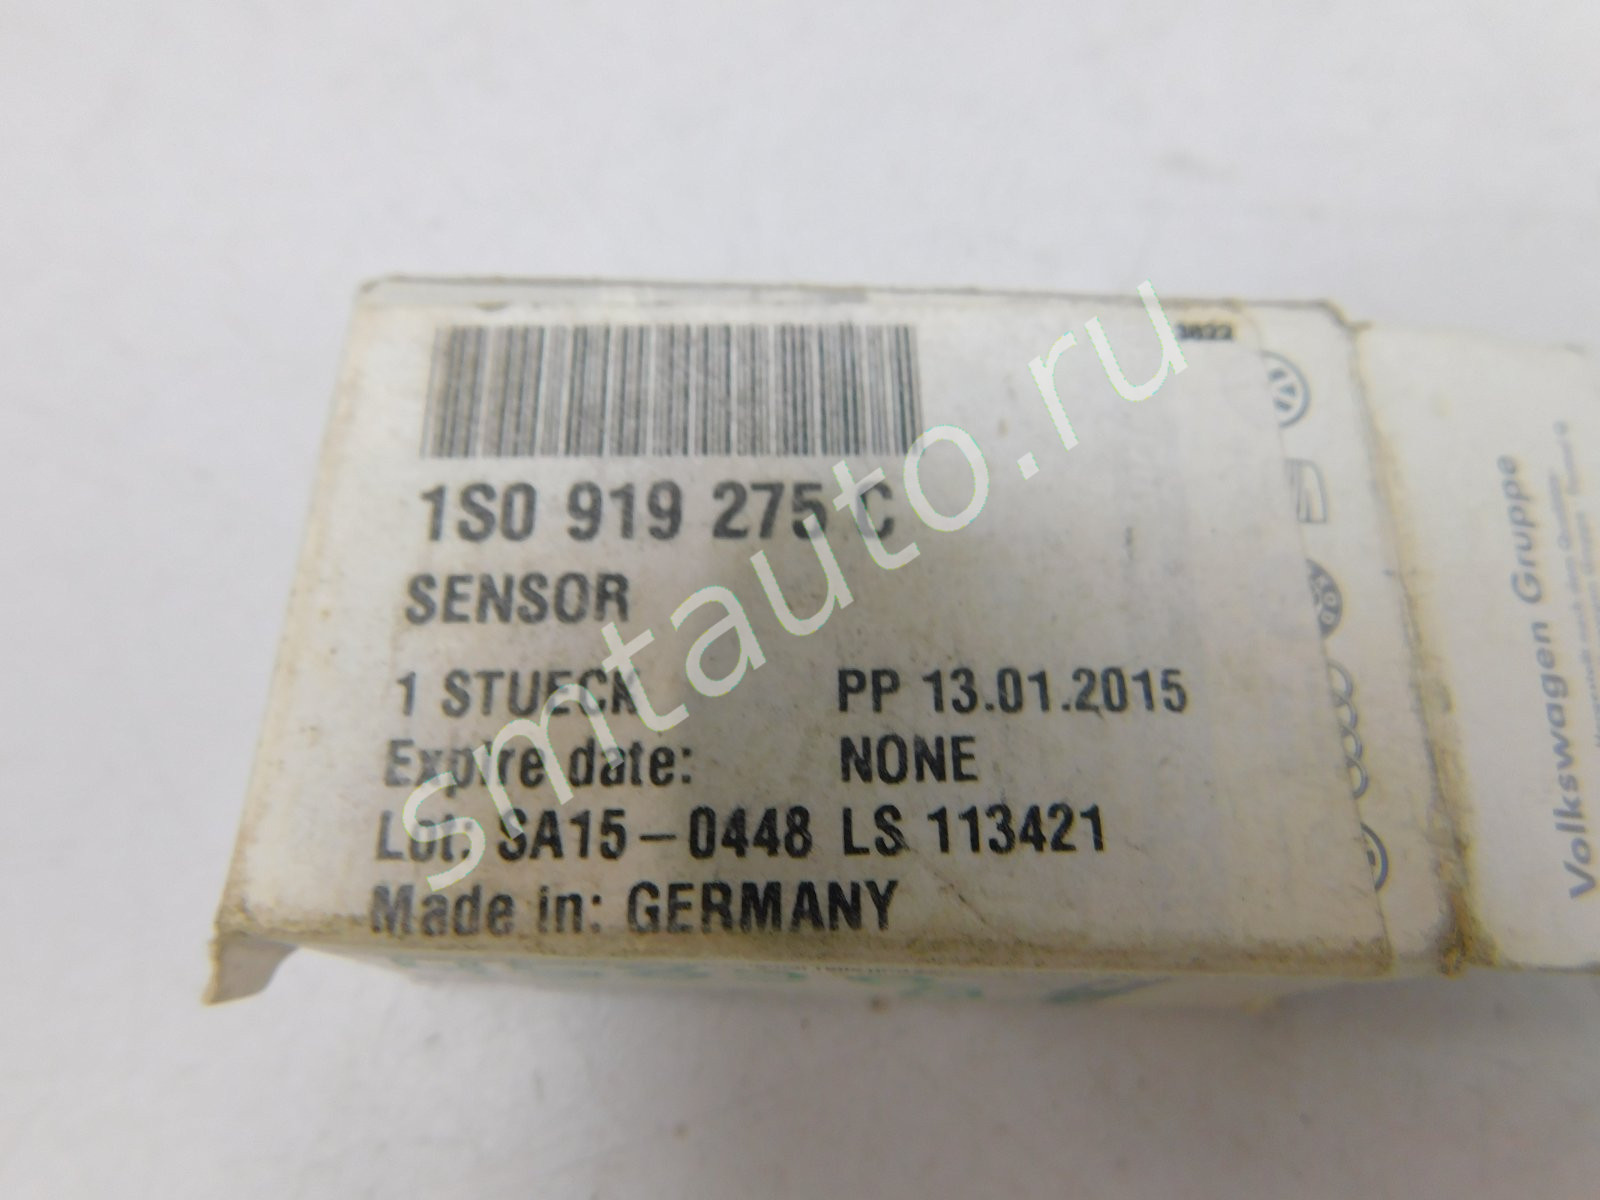 3822
1S0 919 275 C
SENSOR
1 STUECK PP 13.01.2015
Expire date: NONE
Lot: SA15-0448 LS 113421
Made in: GERMANY
Volkswagen Gruppe
smtauto.ru